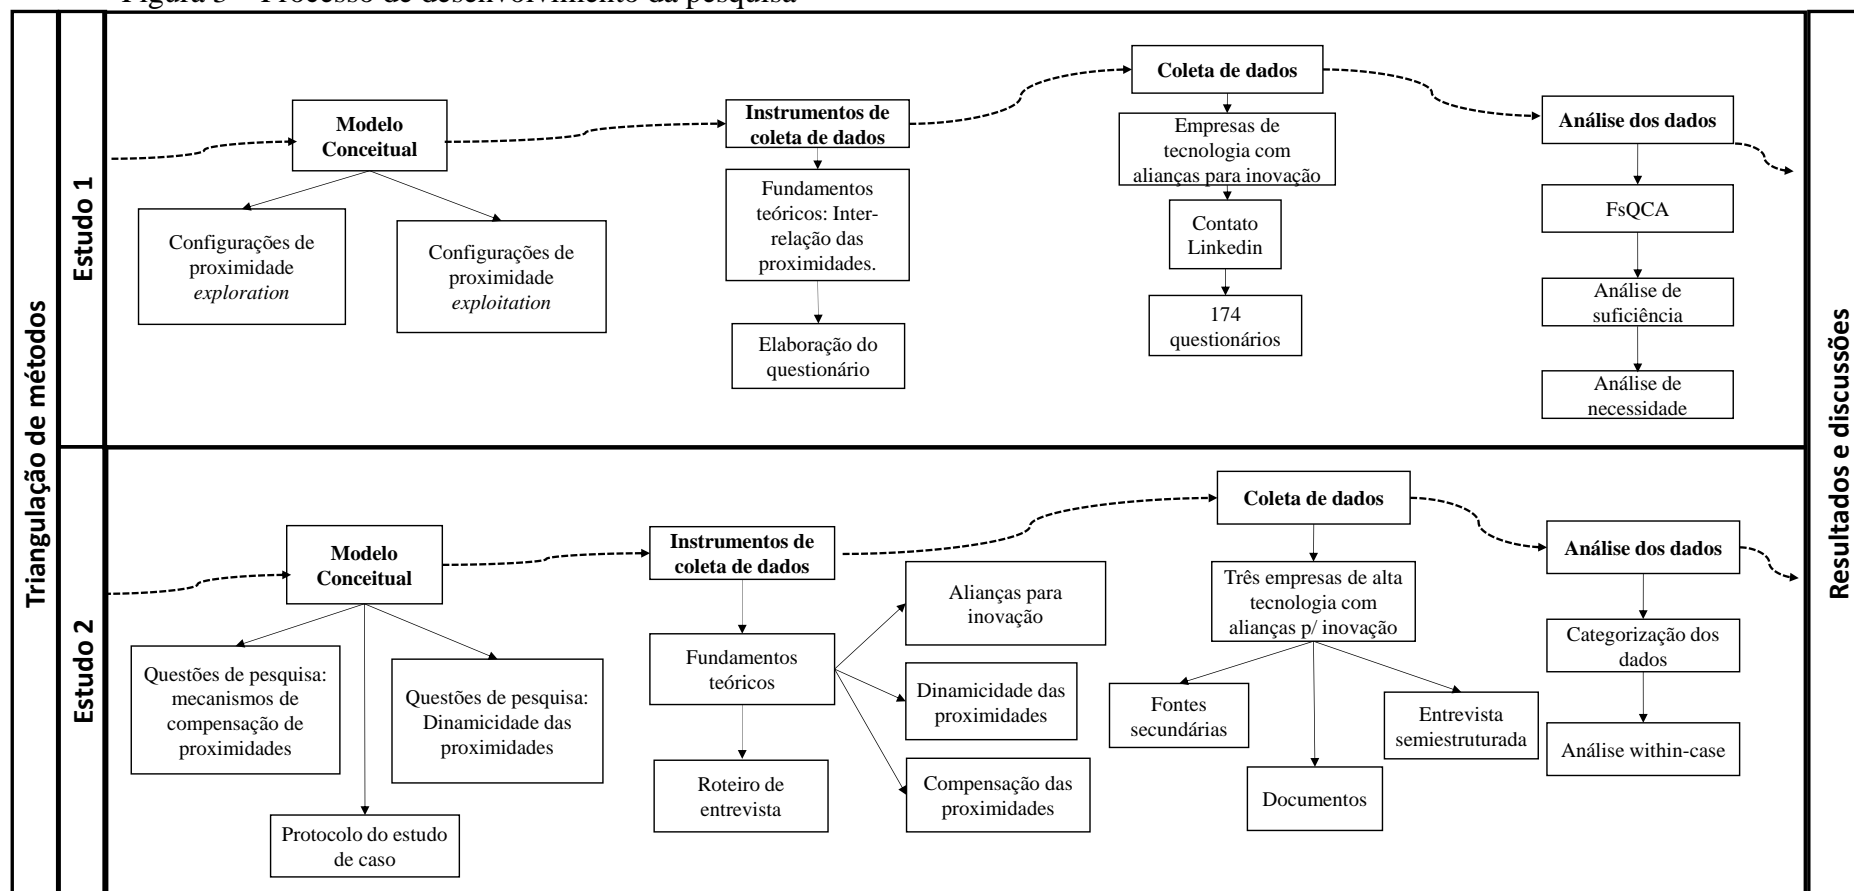 Figura 3 – Processo de desenvolvimento da pesquisa
Triangulação de métodos
Estudo 1
Modelo
Conceitual
Configurações de
proximidade
exploration
Configurações de
proximidade
exploitation
Instrumentos de
coleta de dados
Fundamentos
teóricos: Inter-
relação das
proximidades.
Elaboração do
questionário
Coleta de dados
Empresas de
tecnologia com
alianças para inovação
Contato
Linkedin
174
questionários
Análise dos dados
FsQCA
Análise de
suficiência
Análise de
necessidade
Estudo 2
Modelo
Conceitual
Questões de pesquisa:
mecanismos de
compensação de
proximidades
Questões de pesquisa:
Dinamicidade das
proximidades
Protocolo do estudo
de caso
Instrumentos de
coleta de dados
Fundamentos
teóricos
Roteiro de
entrevista
Alianças para
inovação
Dinamicidade das
proximidades
Compensação das
proximidades
Coleta de dados
Três empresas de alta
tecnologia com
alianças p/ inovação
Fontes
secundárias
Documentos
Entrevista
semiestruturada
Análise dos dados
Categorização dos
dados
Análise within-case
Resultados e discussões